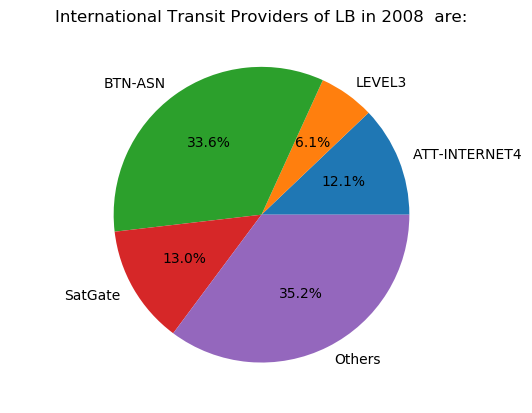 International Transit Providers of LB in 2008  are:
BTN-ASN
LEVEL3
33.6%
6.1%
ATT-INTERNET4
12.1%
13.0%
SatGate
35.2%
Others